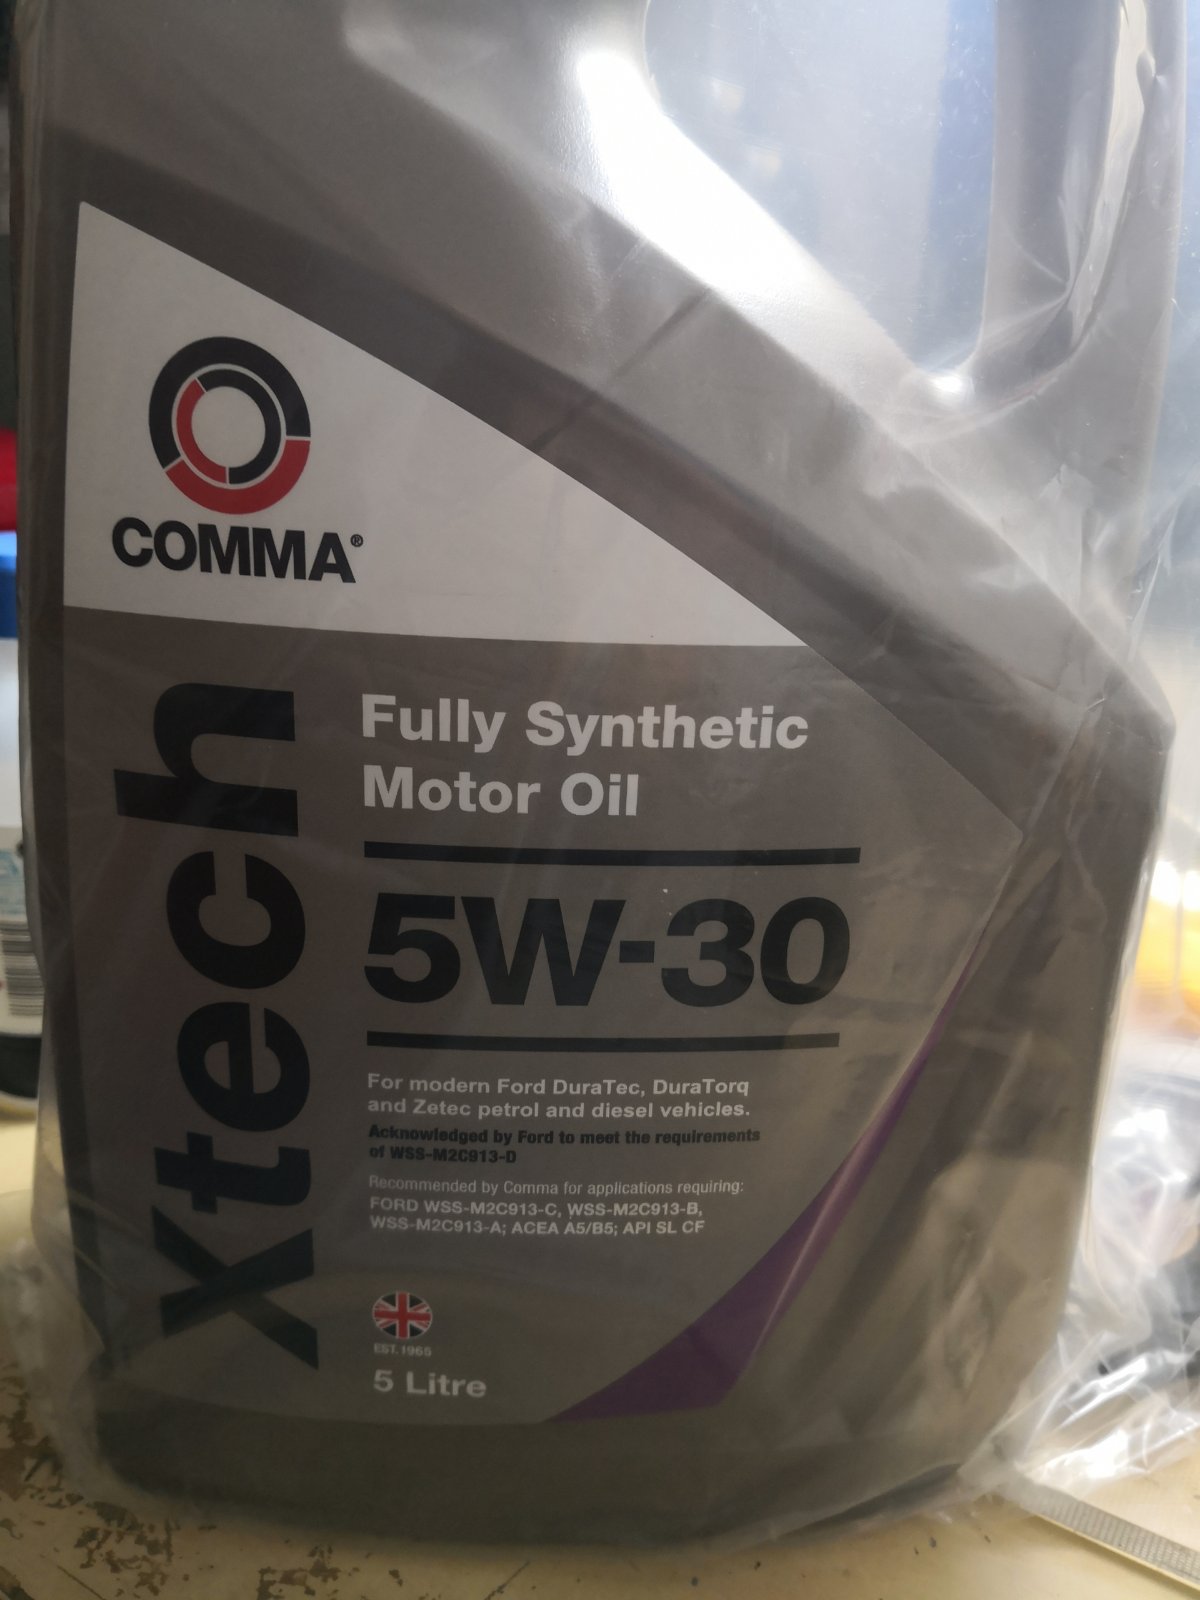 COMMA®
xtech
Fully Synthetic
Motor Oil
5W-30
For modern Ford DuraTec, DuraTorq
and Zetec petrol and diesel vehicles.
Acknowledged by Ford to meet the requirements
of WSS-M2C913-D
Recommended by Comma for applications requiring:
FORD WSS-M2C913-C, WSS-M2C913-B,
WSS-M2C913-A; ACEA A5/B5; API SL CF
EST.1965
5 Litre